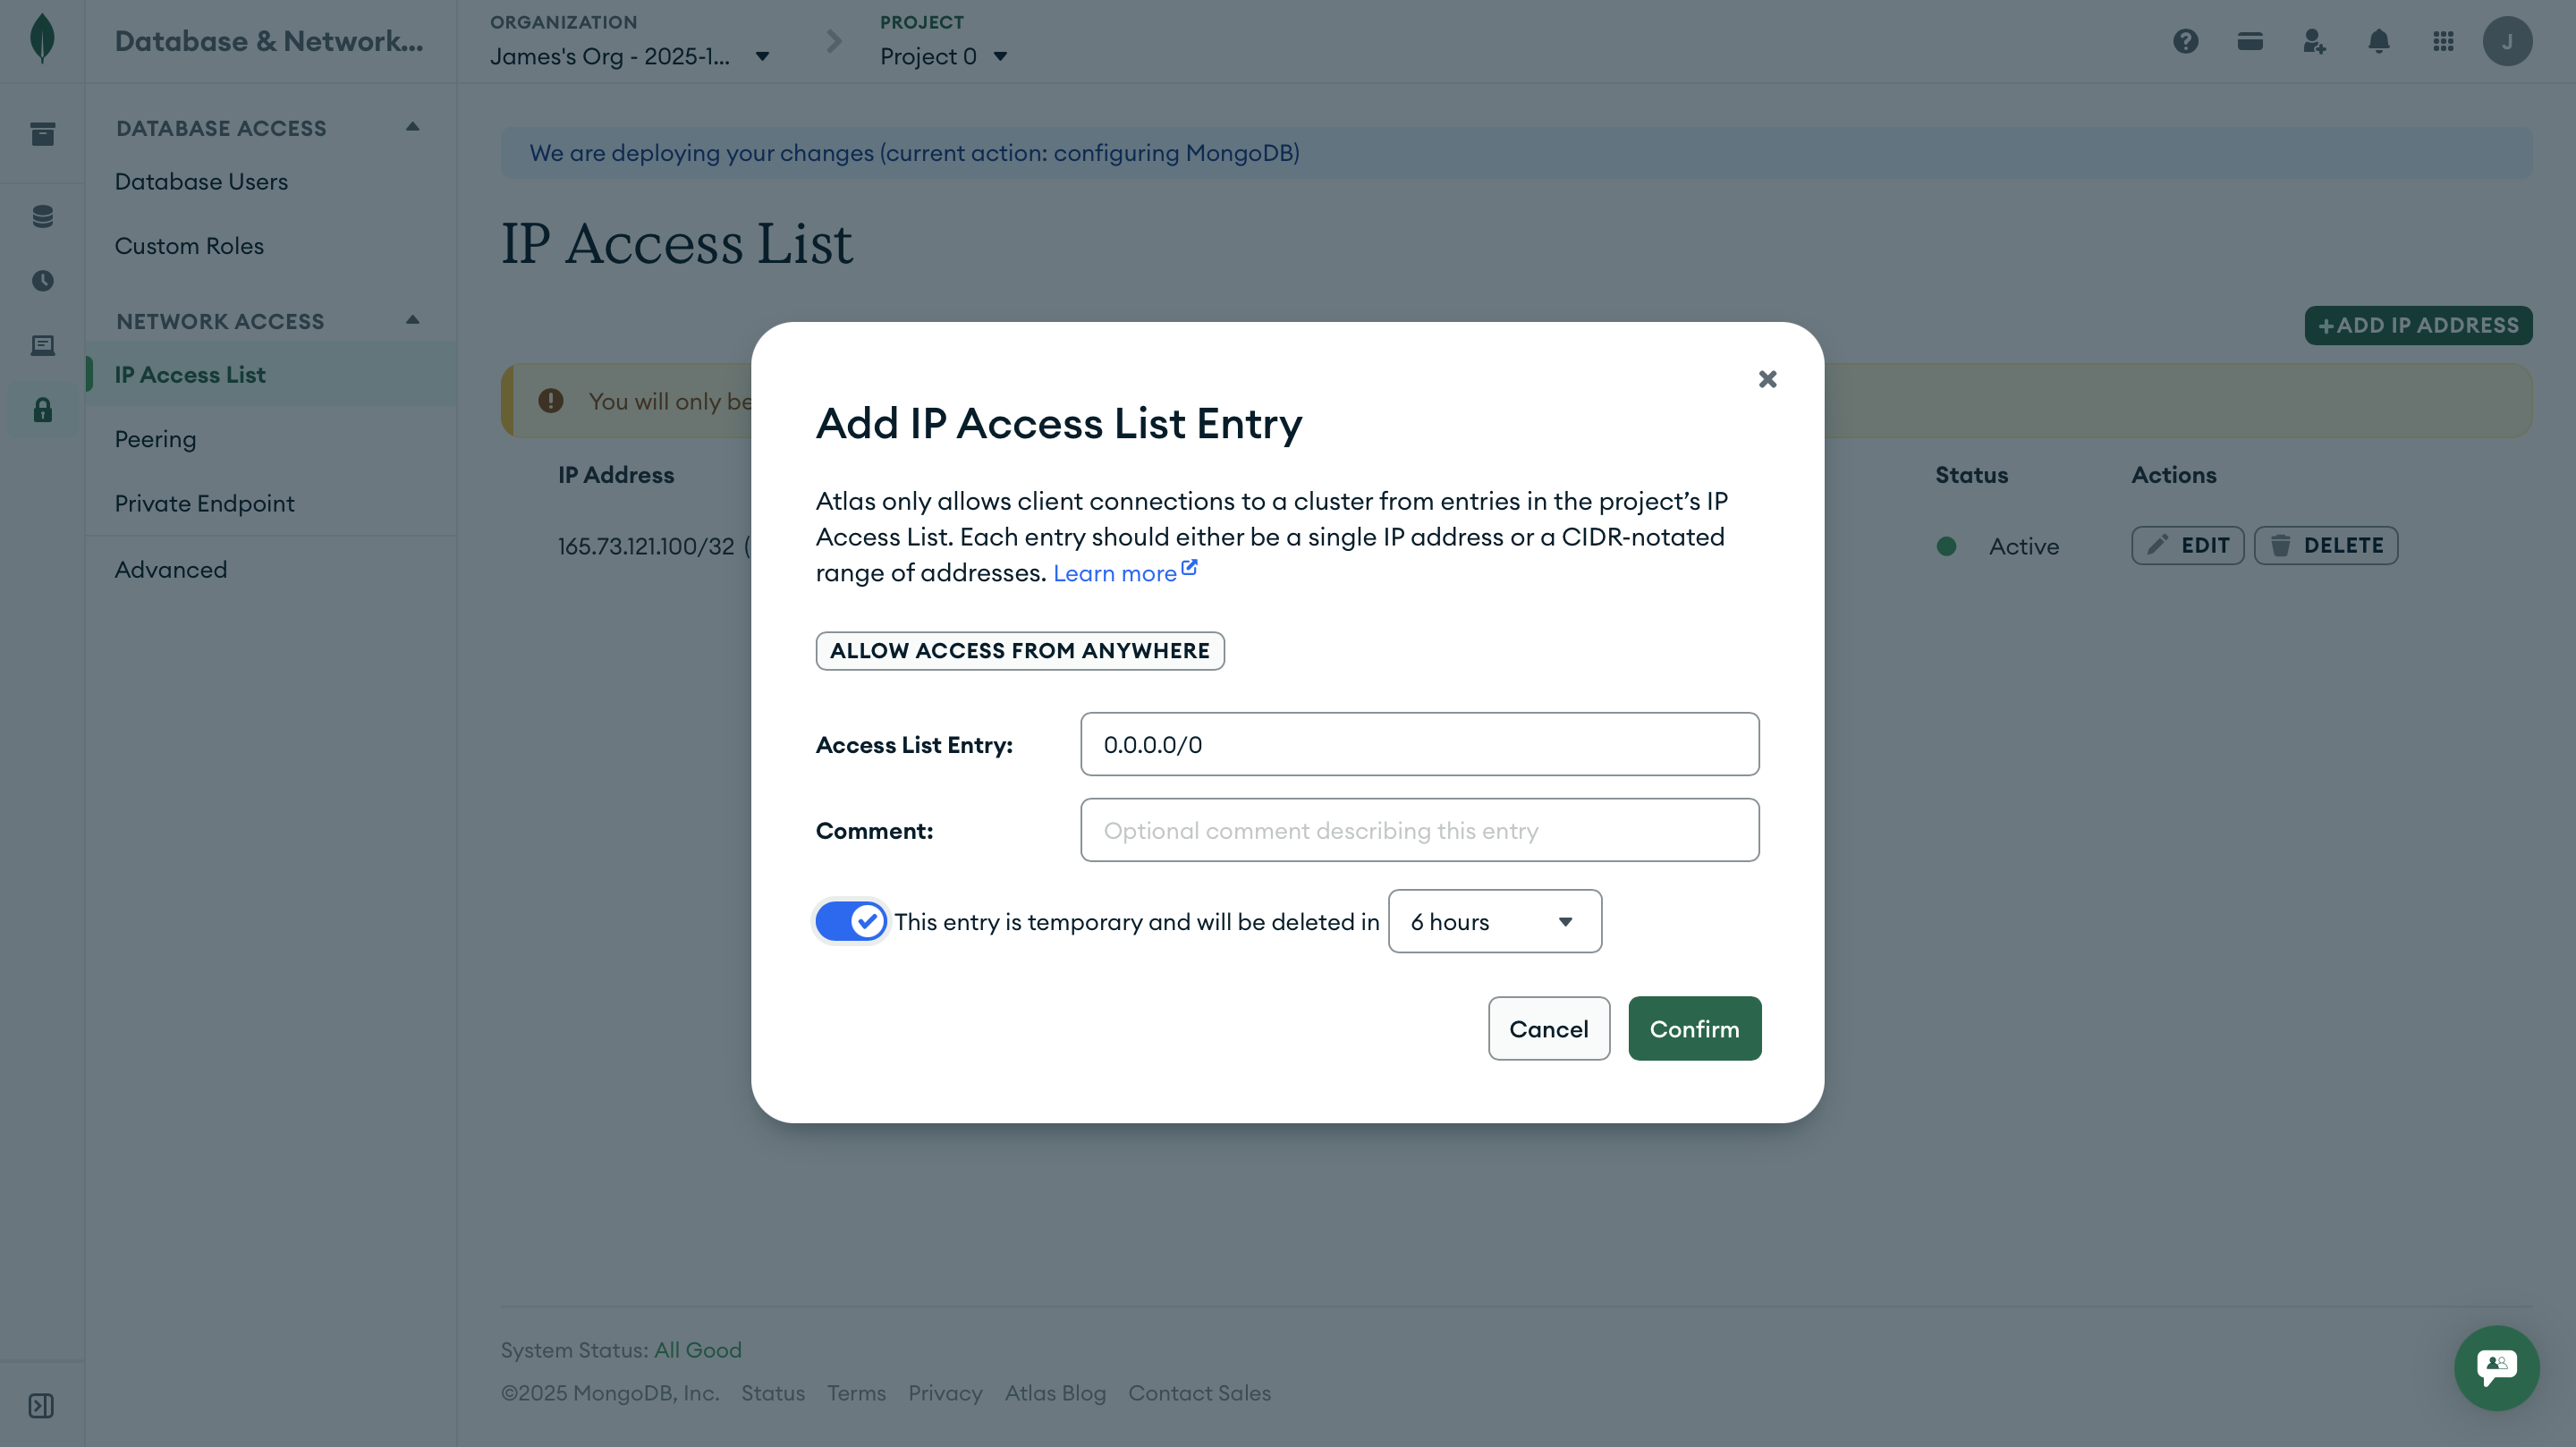 Database & Network...
ORGANIZATION
James's Org - 2025-1...
PROJECT
Project 0
J
DATABASE ACCESS
Database Users
Custom Roles
NETWORK ACCESS
IP Access List
Peering
Private Endpoint
Advanced
We are deploying your changes (current action: configuring MongoDB)
IP Access List
+ADD IP ADDRESS
You will only be
IP Address
Status
Actions
165.73.121.100/32 (
Active
EDIT
DELETE
Add IP Access List Entry
Atlas only allows client connections to a cluster from entries in the project’s IP
Access List. Each entry should either be a single IP address or a CIDR-notated
range of addresses. Learn more
ALLOW ACCESS FROM ANYWHERE
Access List Entry:
0.0.0.0/0
Comment:
Optional comment describing this entry
This entry is temporary and will be deleted in
6 hours
Cancel
Confirm
System Status: All Good
©2025 MongoDB, Inc. Status Terms Privacy Atlas Blog Contact Sales